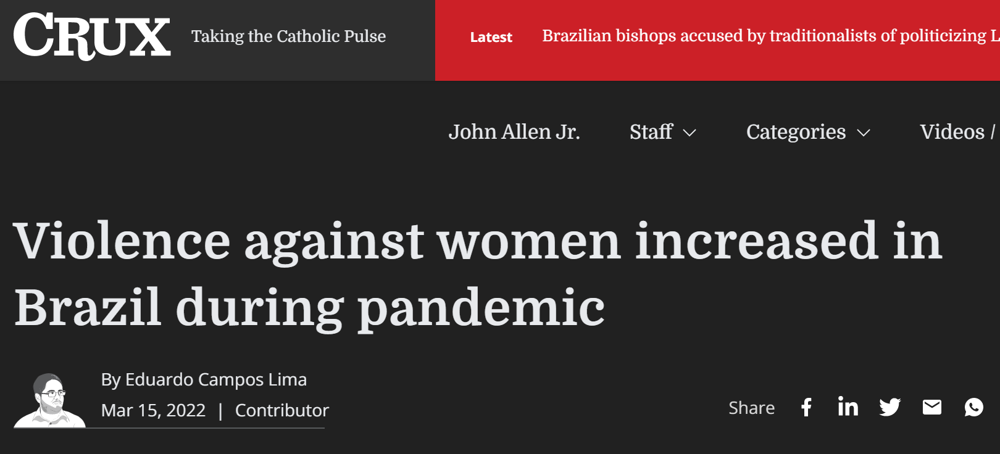 CRUX
Taking the Catholic Pulse
Latest
Brazilian bishops accused by traditionalists of politicizing L
John Allen Jr.
Staff
Categories
Videos /
Violence against women increased in
Brazil during pandemic
By Eduardo Campos Lima
Mar 15, 2022 | Contributor
Share